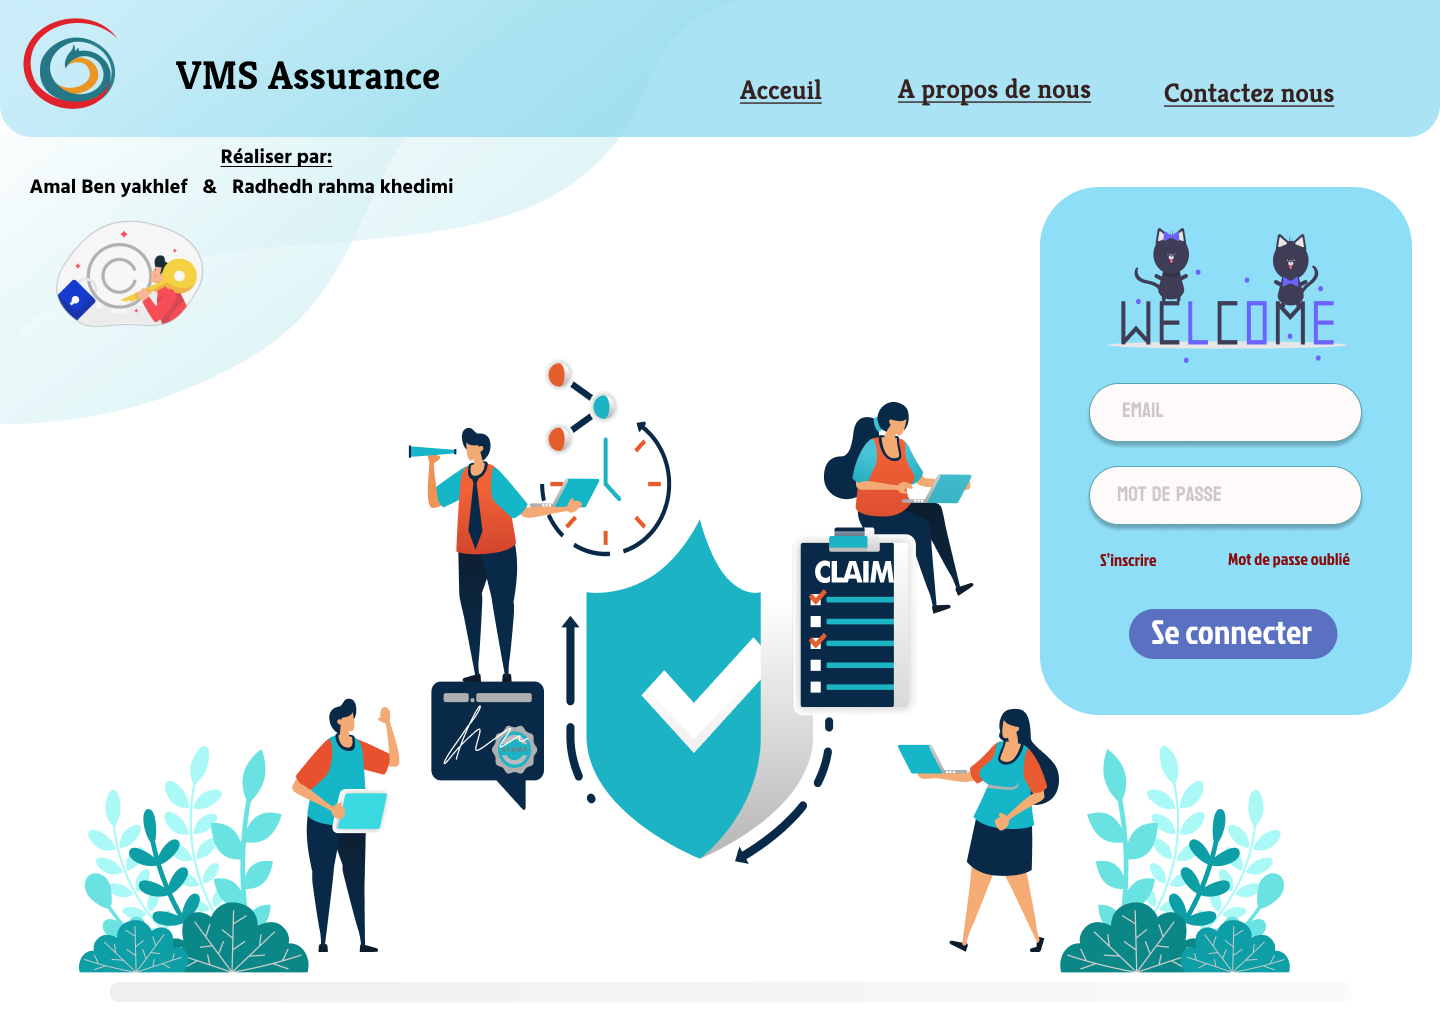 VMS Assurance
Acceuil
A propos de nous
Contactez nous
Réaliser par:
Amal Ben yakhlef & Radhedh rahma khedimi
WELCOME
EMAIL
MOT DE PASSE
S'inscrire
Mot de passe oublié
Se connecter
CLAIM
STAMP